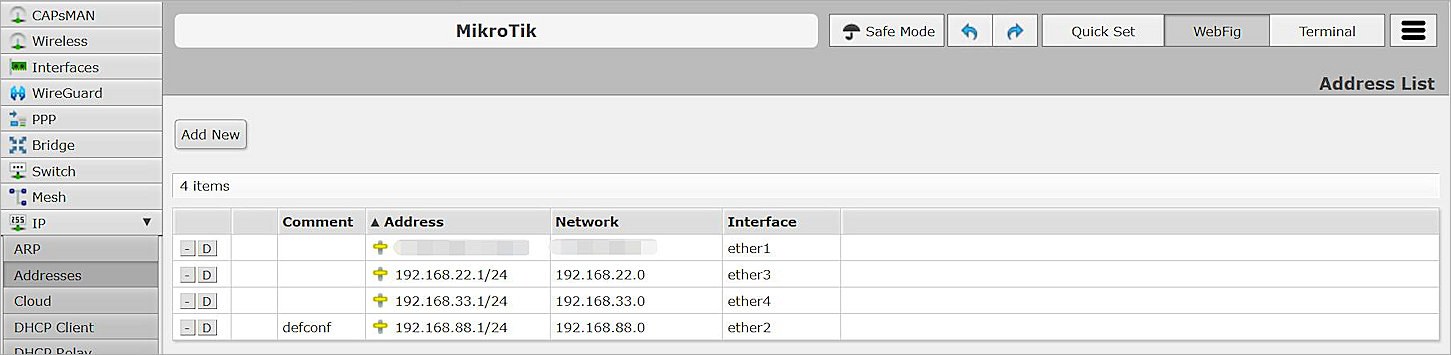 CAPsMAN
Wireless
Interfaces
WireGuard
PPP
Bridge
Switch
Mesh
255 IP ▼
ARP
Addresses
Cloud
DHCP Client
DHCP Relay
MikroTik
Safe Mode
Quick Set
WebFig
Terminal
Address List
Add New
4 items
Comment ▲ Address Network Interface
- D ether1
- D 192.168.22.1/24 192.168.22.0 ether3
- D 192.168.33.1/24 192.168.33.0 ether4
- D defconf 192.168.88.1/24 192.168.88.0 ether2